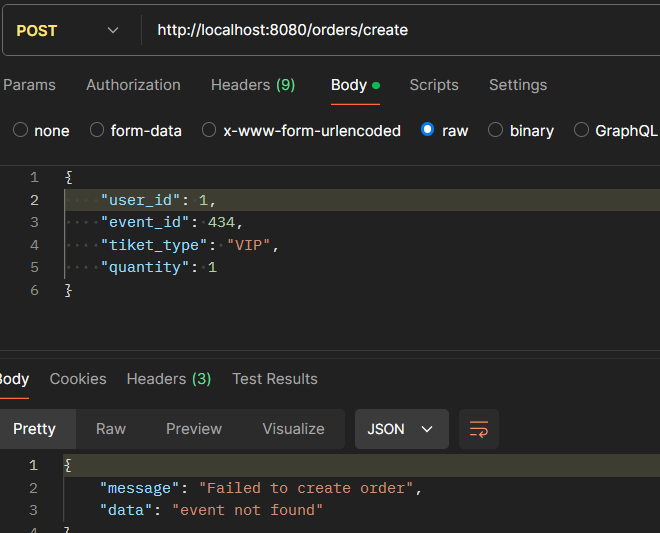 POST http://localhost:8080/orders/create
Params Authorization Headers (9) Body Scripts Settings
none form-data x-www-form-urlencoded raw binary GraphQL
1 {
2 "user_id": 1,
3 "event_id": 434,
4 "tiket_type": "VIP",
5 "quantity": 1
6 }
Body Cookies Headers (3) Test Results
Pretty Raw Preview Visualize JSON
1 {
2 "message": "Failed to create order",
3 "data": "event not found"
4 }